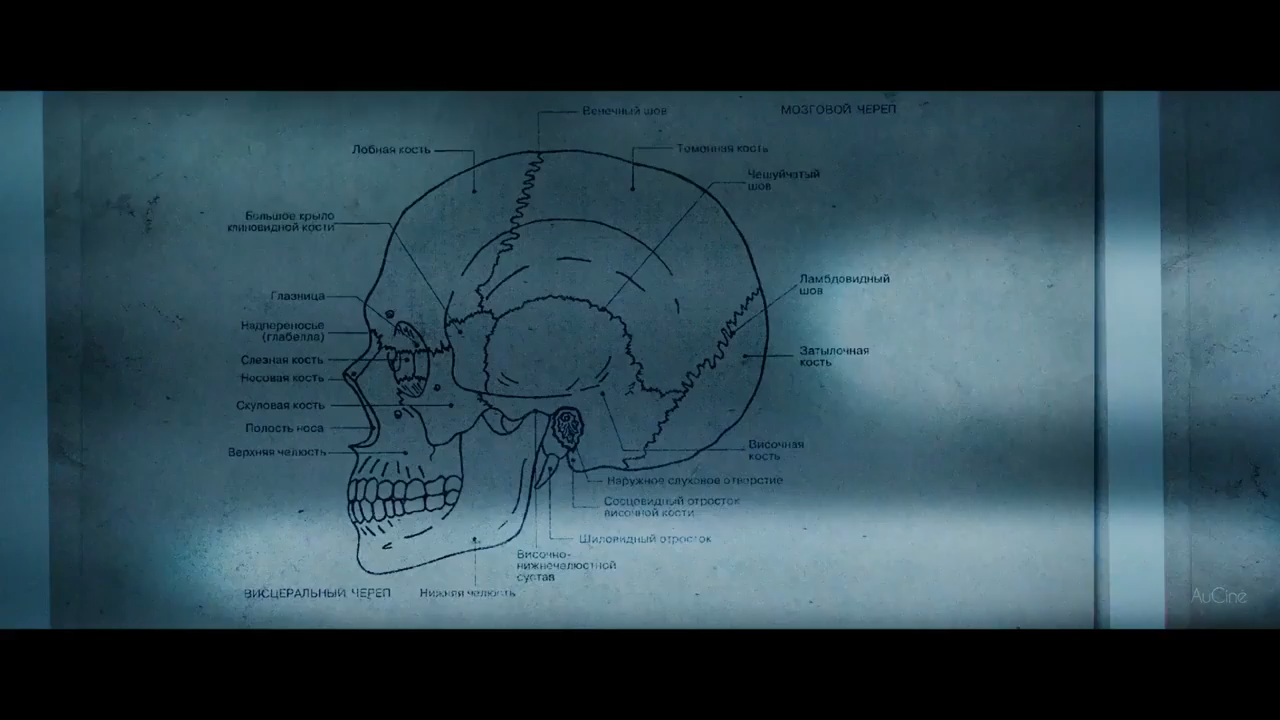 Венечный шов
МОЗГОВОЙ ЧЕРЕП
Лобная кость
Теменная кость
Чешуйчатый
шов
Большое крыло
клиновидной кости
Ламбдовидный
шов
Глазница
Надпереносье
(глабелла)
Слезная кость
Затылочная
кость
Носовая кость
Скуловая кость
Полость носа
Верхняя челюсть
Височная
кость
Наружное слуховое отверстие
Сосцевидный отросток
височной кости
Шиловидный отросток
Височно-
нижнечелюстной
сустав
ВИСЦЕРАЛЬНЫЙ ЧЕРЕП
Нижняя челюсть
AuCine